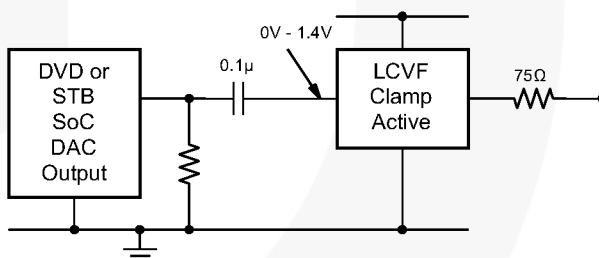 0V - 1.4V
DVD or
STB
SoC
DAC
Output
0.1µ
LCVF
Clamp
Active
75Ω